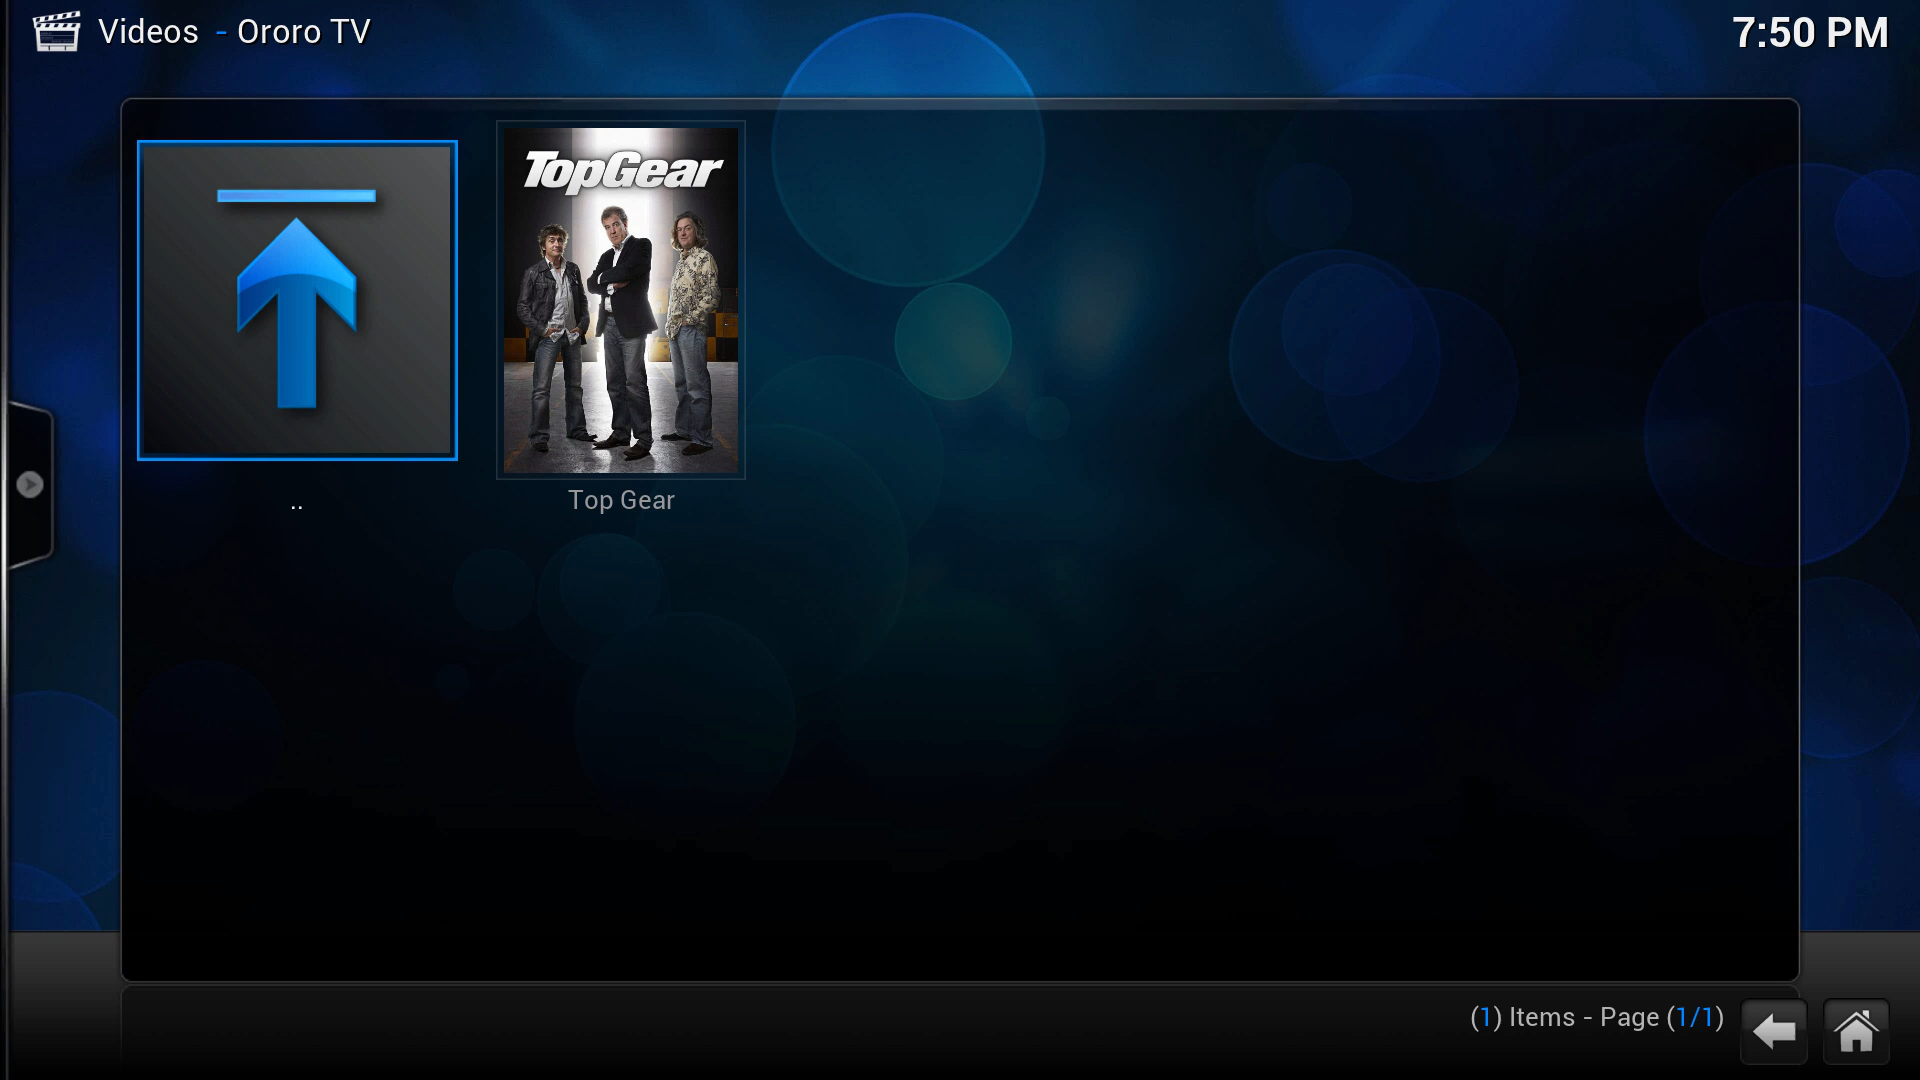 Videos - Ororo TV
7:50 PM
TopGear
..
Top Gear
(1) Items - Page (1/1)